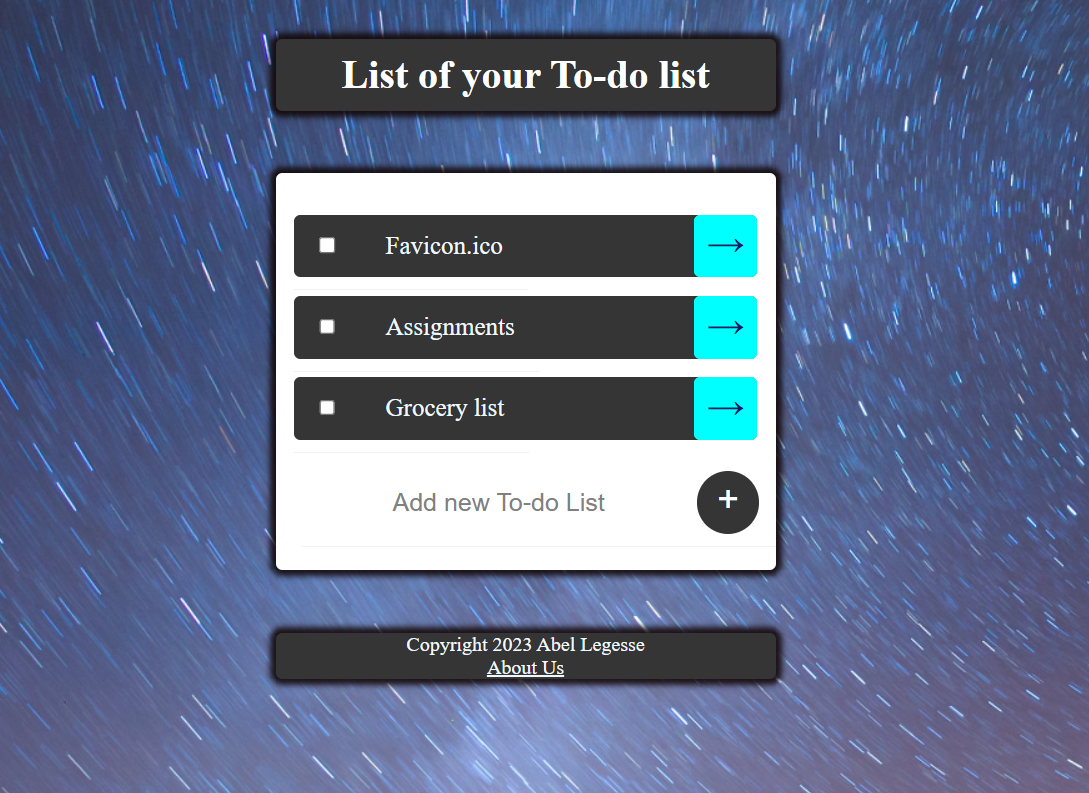 List of your To-do list
Favicon.ico
Assignments
Grocery list
Add new To-do List
+
Copyright 2023 Abel Legesse
About Us